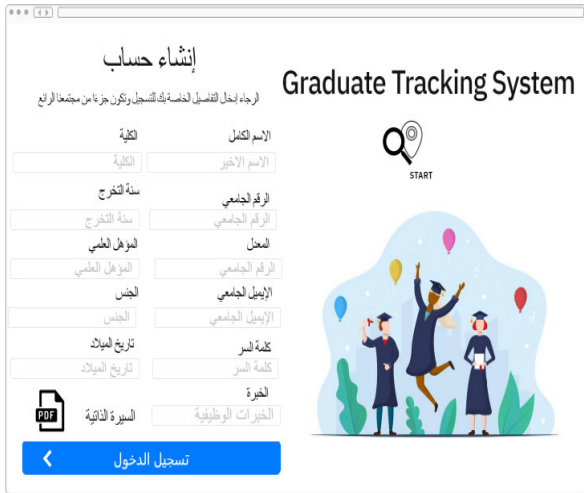 إنشاء حساب
الرجاء إدخال التفاصيل الخاصة بك للتسجيل وتكون جزءا من مجتمعنا الرائع
Graduate Tracking System
START
الاسم الكامل
الاسم الاخير
الكلية
الكلية
الرقم الجامعي
الرقم الجامعي
سنة التخرج
سنة التخرج
المعدل
الرقم الجامعي
المؤهل العلمي
المؤهل العلمي
الإيميل الجامعي
الإيميل الجامعي
الجنس
الجنس
كلمة السر
كلمة السر
تاريخ الميلاد
تاريخ الميلاد
الخبرة
الخبرات الوظيفية
السيرة الذاتية
PDF
تسجيل الدخول